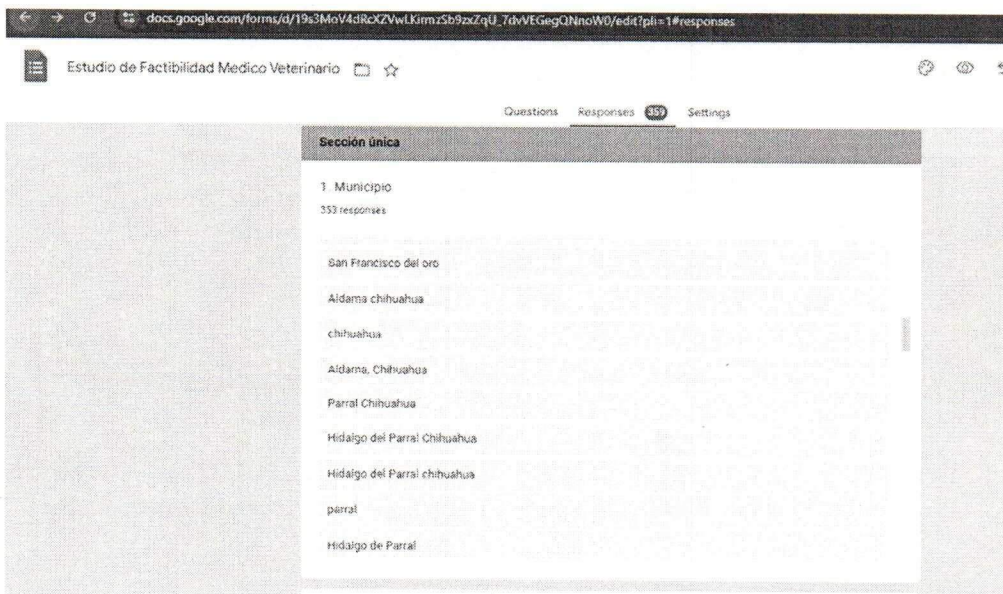 docs.google.com/forms/d/19s3MoV4dRcXZVwLKirmzSb9zxZqU_7dvVEGegQNnoW0/edit?pli=1#responses
Estudio de Factibilidad Medico Veterinario
Questions Responses 359 Settings
Sección única
1. Municipio
353 responses
San Francisco del oro
Aldama chihuahua
chihuahua
Aldama, Chihuahua
Parral Chihuahua
Hidalgo del Parral Chihuahua
Hidalgo del Parral chihuahua
parral
Hidalgo de Parral